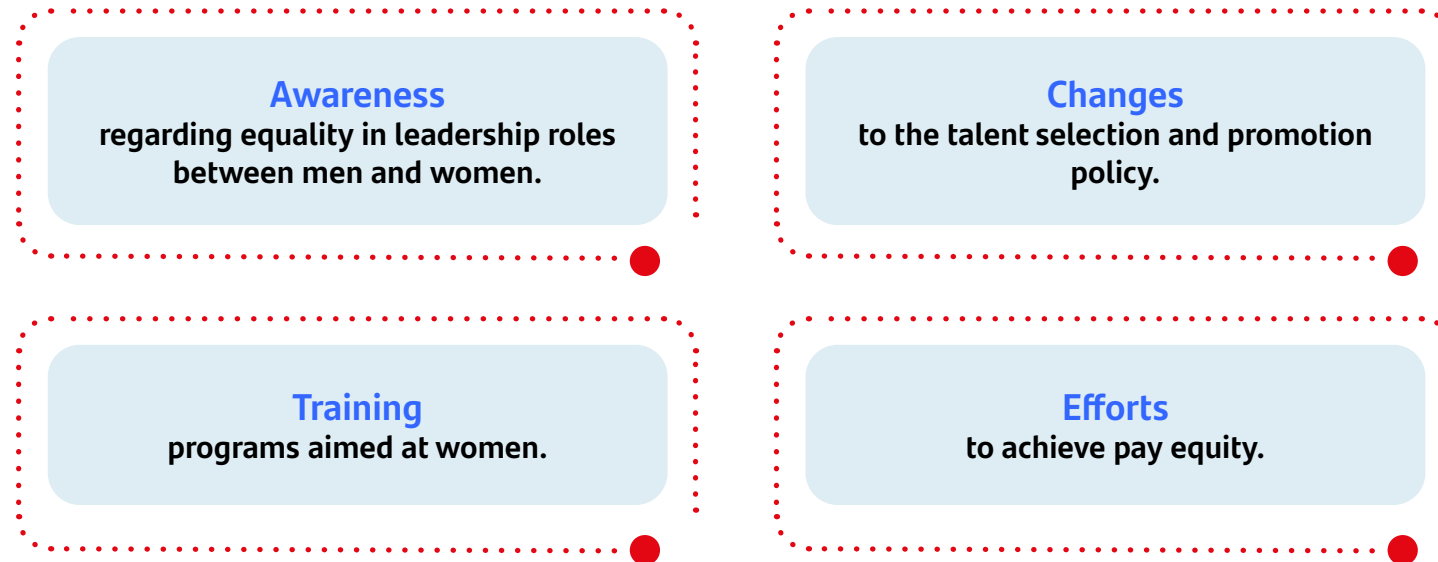 Awareness
regarding equality in leadership roles
between men and women.
Changes
to the talent selection and promotion
policy.
Training
programs aimed at women.
Efforts
to achieve pay equity.